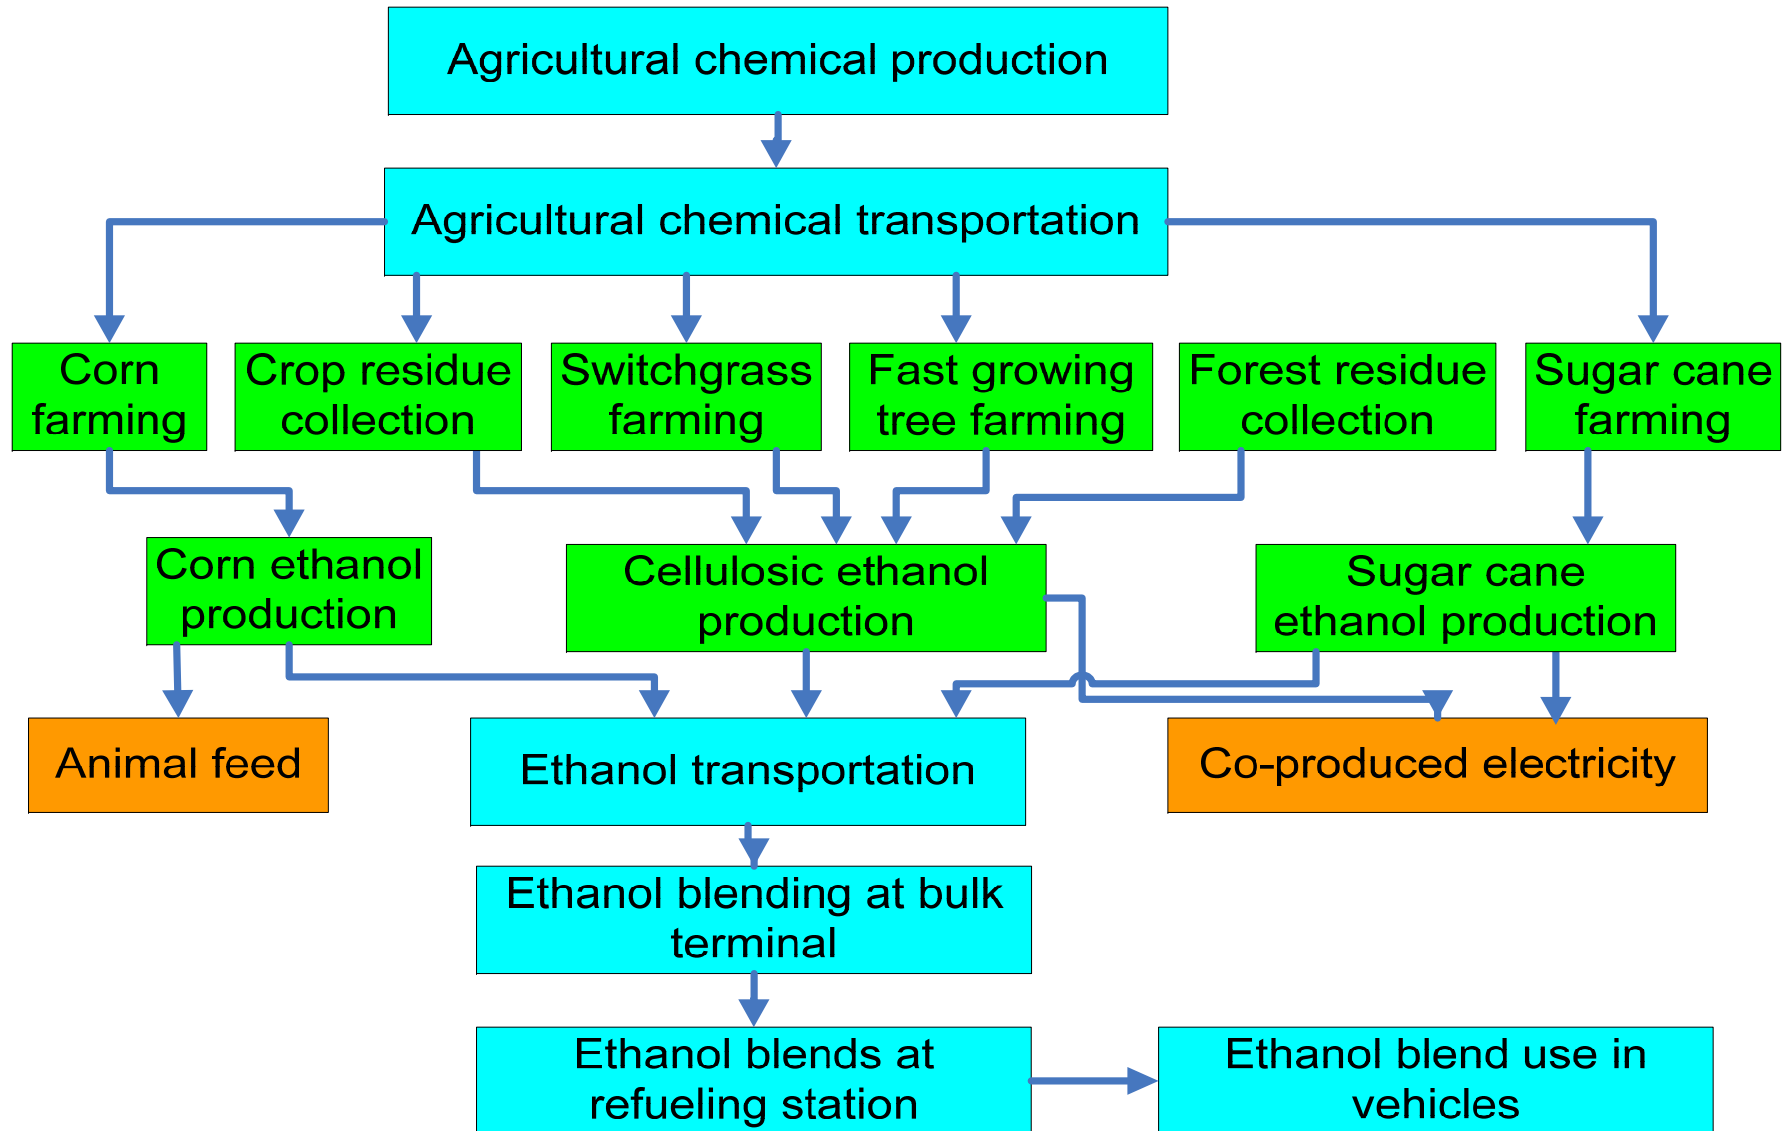 Agricultural chemical production
Agricultural chemical transportation
Corn
farming
Crop residue
collection
Switchgrass
farming
Fast growing
tree farming
Forest residue
collection
Sugar cane
farming
Corn ethanol
production
Cellulosic ethanol
production
Sugar cane
ethanol production
Animal feed
Ethanol transportation
Co-produced electricity
Ethanol blending at bulk
terminal
Ethanol blends at
refueling station
Ethanol blend use in
vehicles